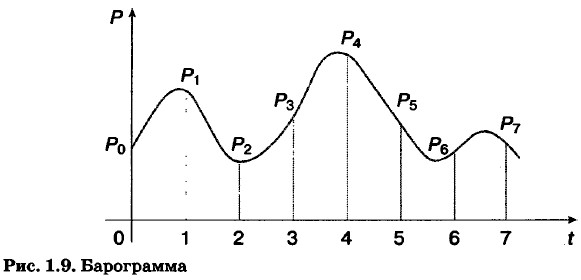 P
P₄
P₁
P₃
P₅
P₇
P₀
P₂
P₆
0 1 2 3 4 5 6 7 t
Рис. 1.9. Барограмма